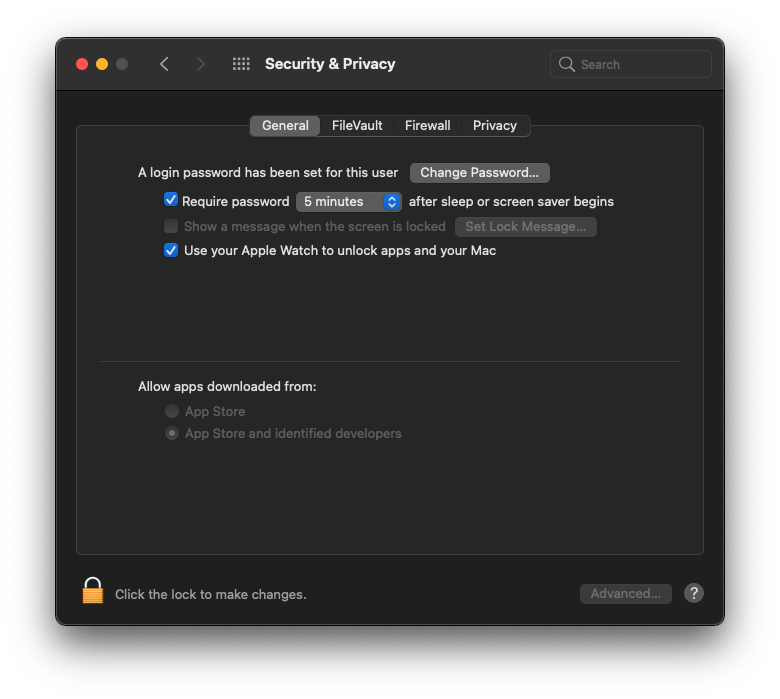 Security & Privacy
Search
General FileVault Firewall Privacy
A login password has been set for this user Change Password...
Require password 5 minutes after sleep or screen saver begins
Show a message when the screen is locked Set Lock Message...
Use your Apple Watch to unlock apps and your Mac
Allow apps downloaded from:
App Store
App Store and identified developers
Click the lock to make changes.
Advanced...
?